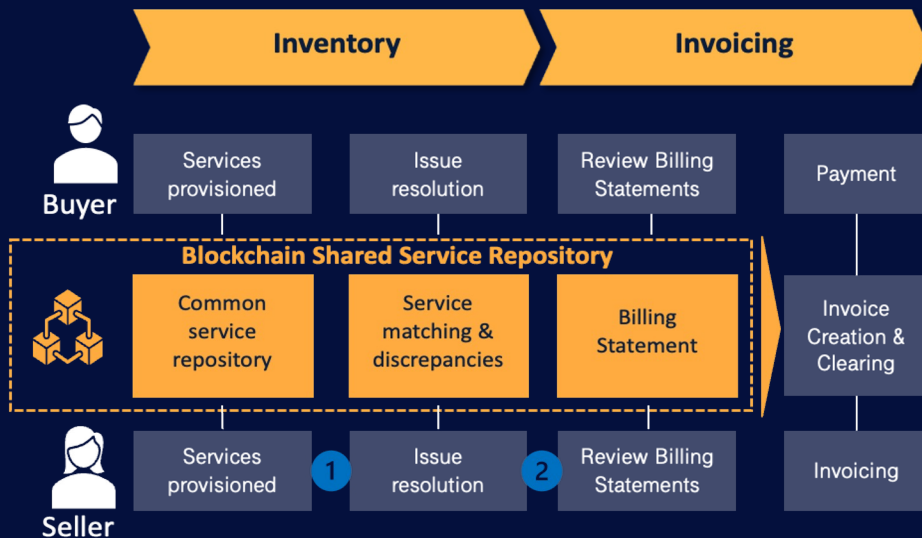 Inventory
Invoicing
Buyer
Services
provisioned
Issue
resolution
Review Billing
Statements
Payment
Blockchain Shared Service Repository
Common
service
repository
Service
matching &
discrepancies
Billing
Statement
Invoice
Creation &
Clearing
Seller
Services
provisioned
1
Issue
resolution
2
Review Billing
Statements
Invoicing